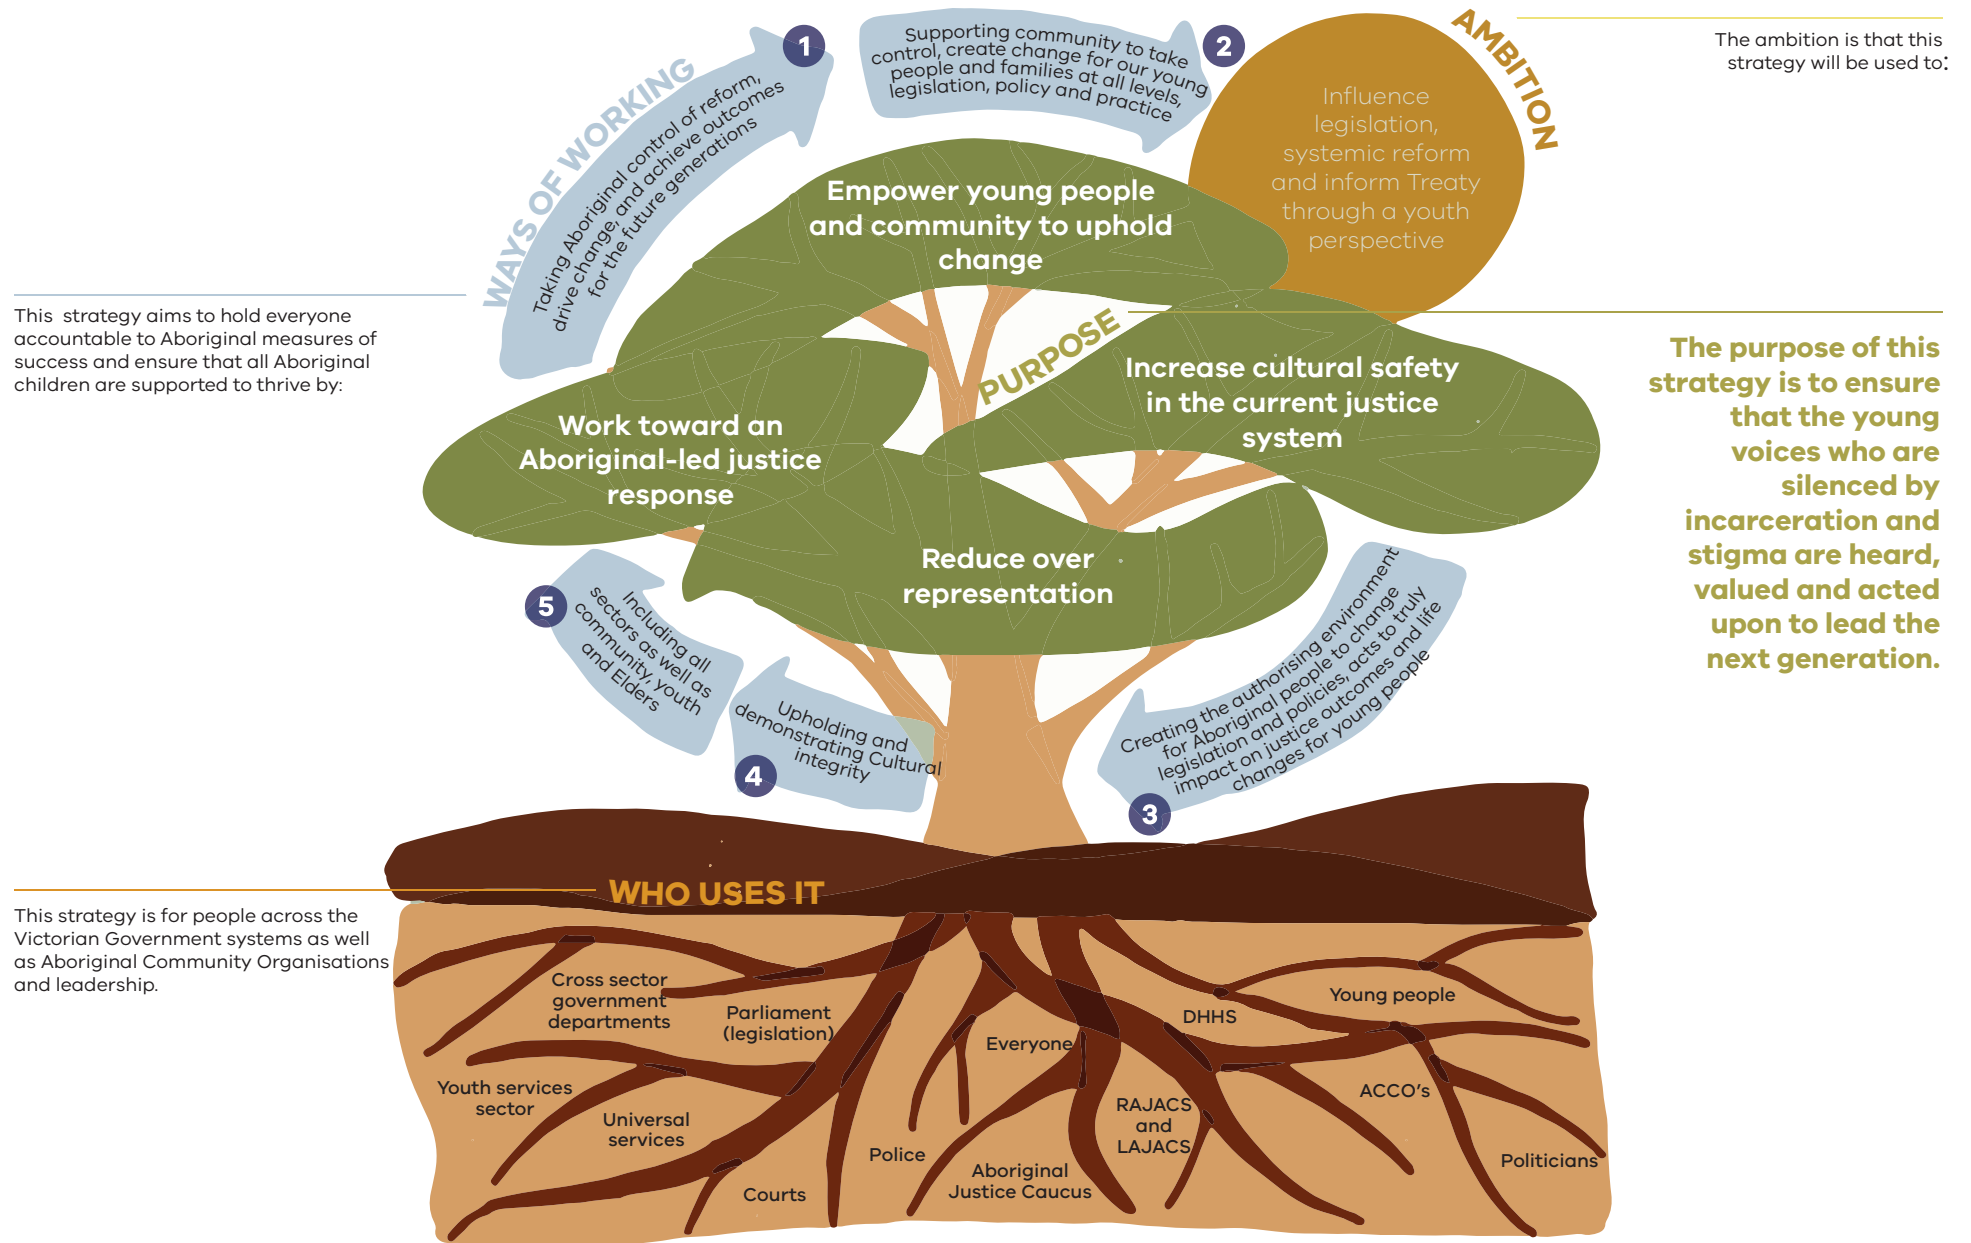 AMBITION
The ambition is that this
strategy will be used to:
Influence
legislation,
systemic reform
and inform Treaty
through a youth
perspective
WAYS OF WORKING
This strategy aims to hold everyone
accountable to Aboriginal measures of
success and ensure that all Aboriginal
children are supported to thrive by:
1
Taking Aboriginal control of reform,
drive change, and achieve outcomes
for the future generations
2
Supporting community to take
control, create change for our young
people and families at all levels,
legislation, policy and practice
3
Creating the authorising environment
for Aboriginal people to change
legislation and policies, acts to truly
impact on justice outcomes and life
changes for young people
4
Upholding and
demonstrating Cultural
integrity
5
Including all
sectors as well as
community, youth
and Elders
PURPOSE
The purpose of this
strategy is to ensure
that the young
voices who are
silenced by
incarceration and
stigma are heard,
valued and acted
upon to lead the
next generation.
Empower young people
and community to uphold
change
Increase cultural safety
in the current justice
system
Work toward an
Aboriginal-led justice
response
Reduce over
representation
WHO USES IT
This strategy is for people across the
Victorian Government systems as well
as Aboriginal Community Organisations
and leadership.
Cross sector
government
departments
Parliament
(legislation)
Everyone
DHHS
Young people
Youth services
sector
Universal
services
Courts
Police
Aboriginal
Justice Caucus
RAJACS
and
LAJACS
ACCO's
Politicians